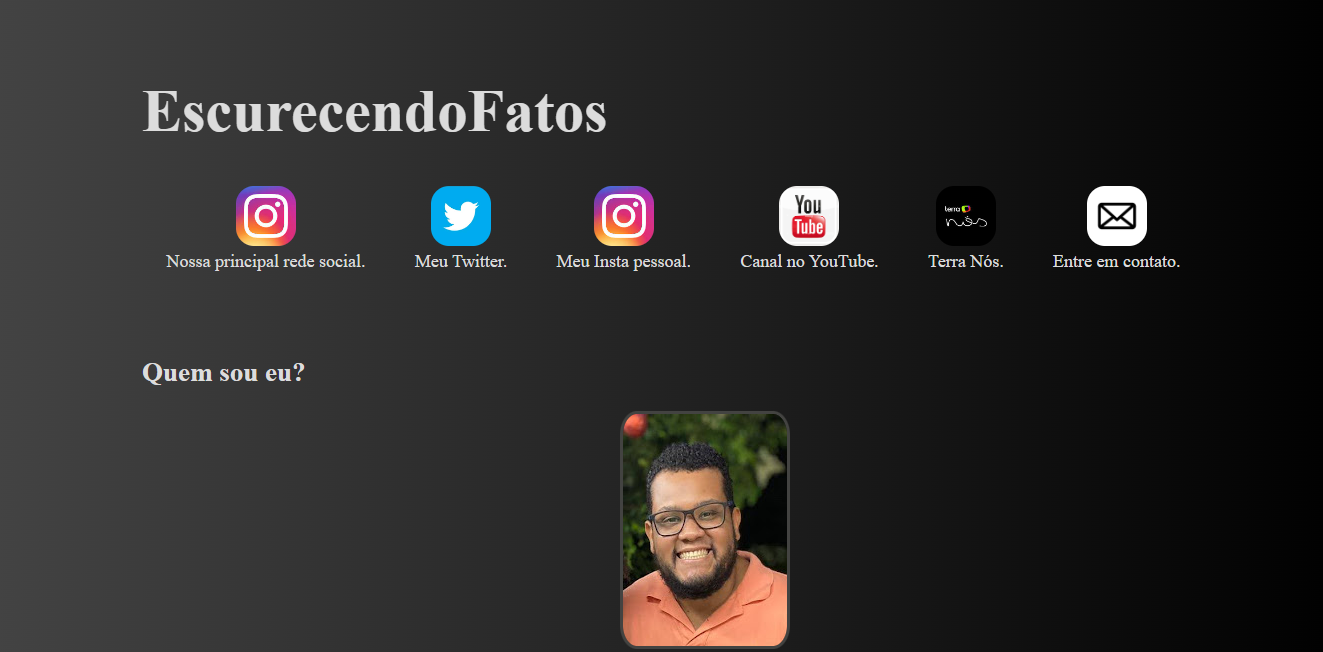 EscurecendoFatos
You
Tube
terra
nós
Nossa principal rede social.
Meu Twitter.
Meu Insta pessoal.
Canal no YouTube.
Terra Nós.
Entre em contato.
Quem sou eu?